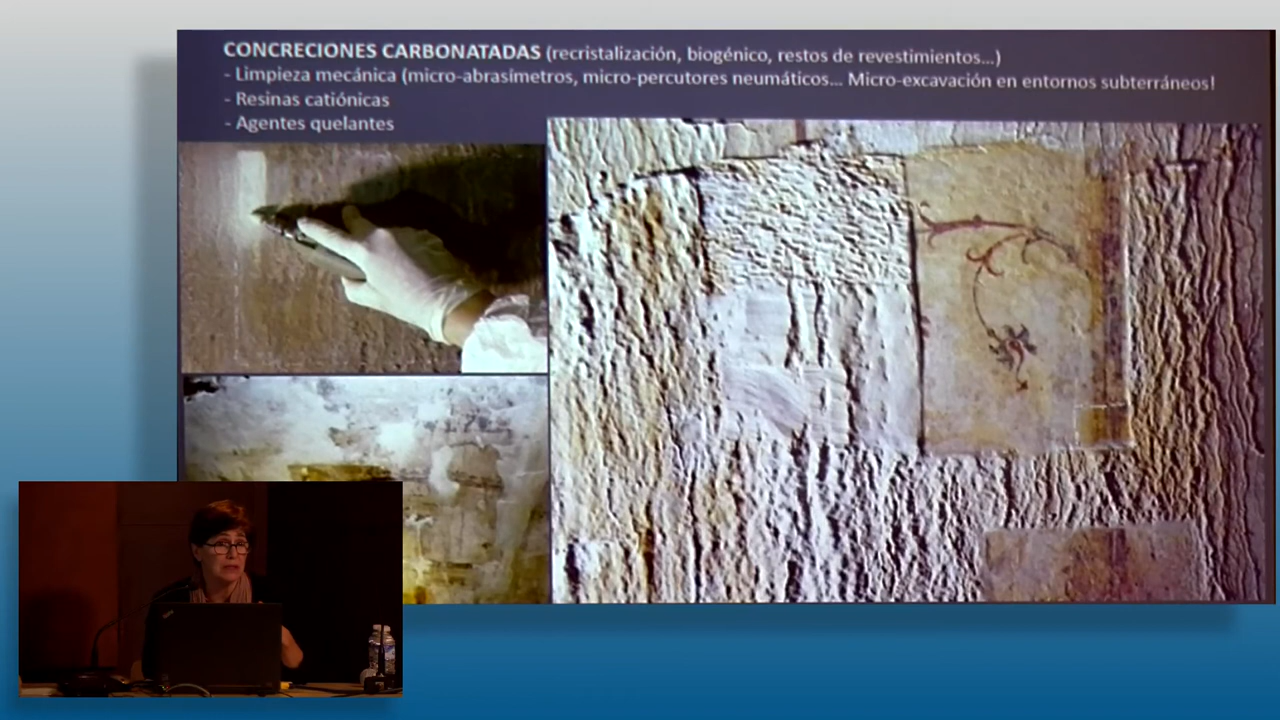 CONCRECIONES CARBONATADAS (recristalización, biogénico, restos de revestimientos...)
- Limpieza mecánica (micro-abrasímetros, micro-percutores neumáticos... Micro-excavación en entornos subterráneos!
- Resinas catiónicas
- Agentes quelantes